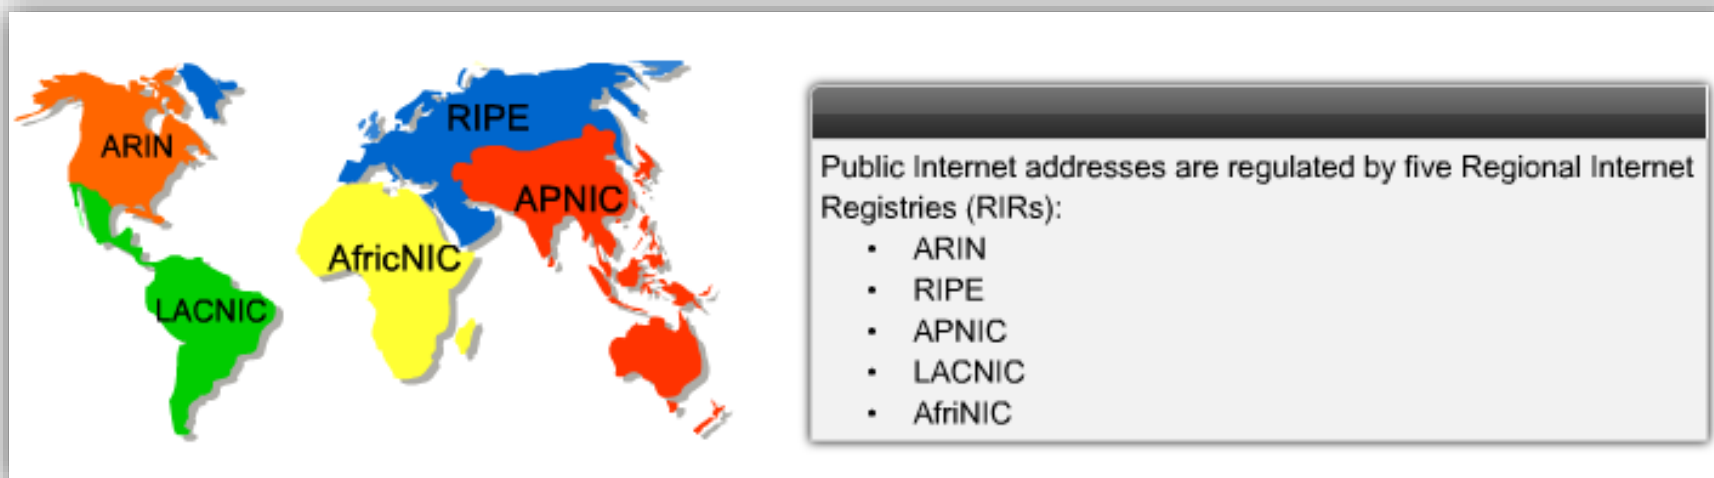 ARIN
RIPE
APNIC
AfricNIC
LACNIC
Public Internet addresses are regulated by five Regional Internet
Registries (RIRs):
• ARIN
• RIPE
• APNIC
• LACNIC
• AfriNIC